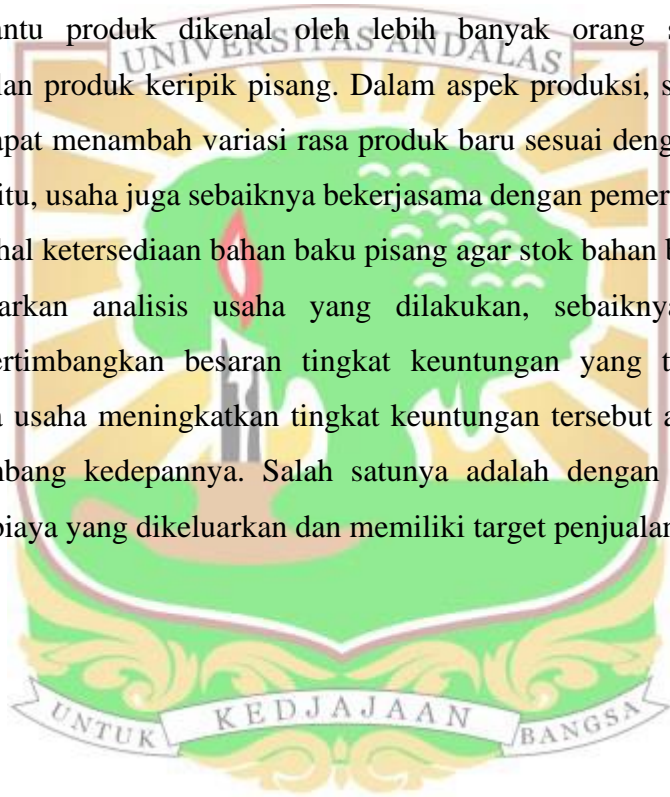 antu produk dikenal oleh lebih banyak orang s
UNIVERSITAS ANDALAS
lan produk keripik pisang. Dalam aspek produksi, s
apat menambah variasi rasa produk baru sesuai deng
itu, usaha juga sebaiknya bekerjasama dengan pemer
hal ketersediaan bahan baku pisang agar stok bahan b
arkan analisis usaha yang dilakukan, sebaiknya
ertimbangkan besaran tingkat keuntungan yang t
a usaha meningkatkan tingkat keuntungan tersebut a
mbang kedepannya. Salah satunya adalah dengan
biaya yang dikeluarkan dan memiliki target penjualan
UNTUK KEDJAJAAN BANGSA